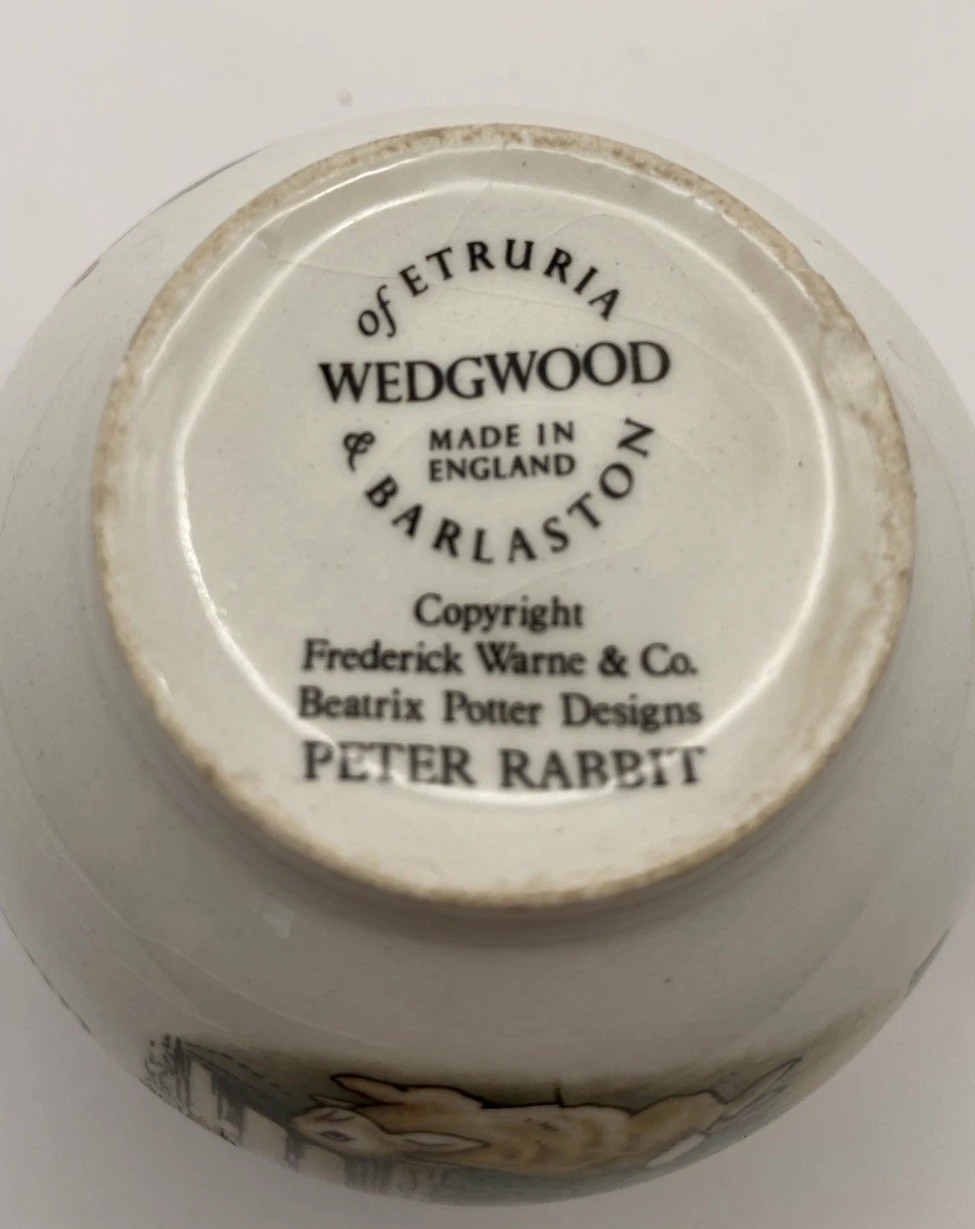 of ETRURIA
WEDGWOOD
MADE IN
ENGLAND
& BARLASTON
Copyright
Frederick Warne & Co.
Beatrix Potter Designs
PETER RABBIT